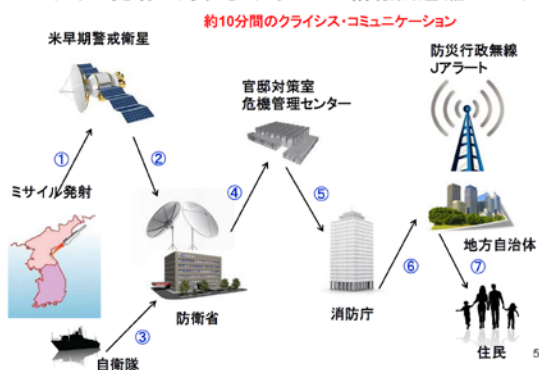 約10分間のクライシス・コミュニケーション
米早期警戒衛星
防災行政無線
Jアラート
官邸対策室
危機管理センター
①
②
ミサイル発射
④
⑤
⑥
地方自治体
⑦
防衛省
消防庁
③
自衛隊
住民
5